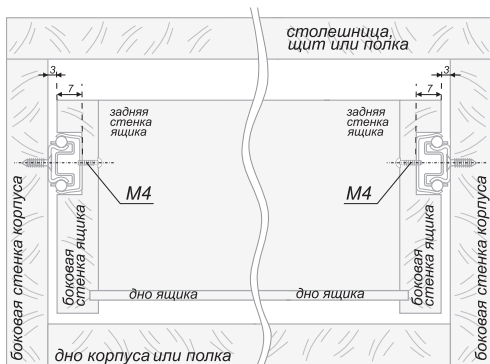 столешница,
щит или полка
3
3
7
7
задняя
стенка
ящика
задняя
стенка
ящика
M4
M4
боковая стенка корпуса
боковая
стенка ящика
боковая
стенка ящика
боковая стенка корпуса
дно ящика
дно ящика
дно корпуса или полка